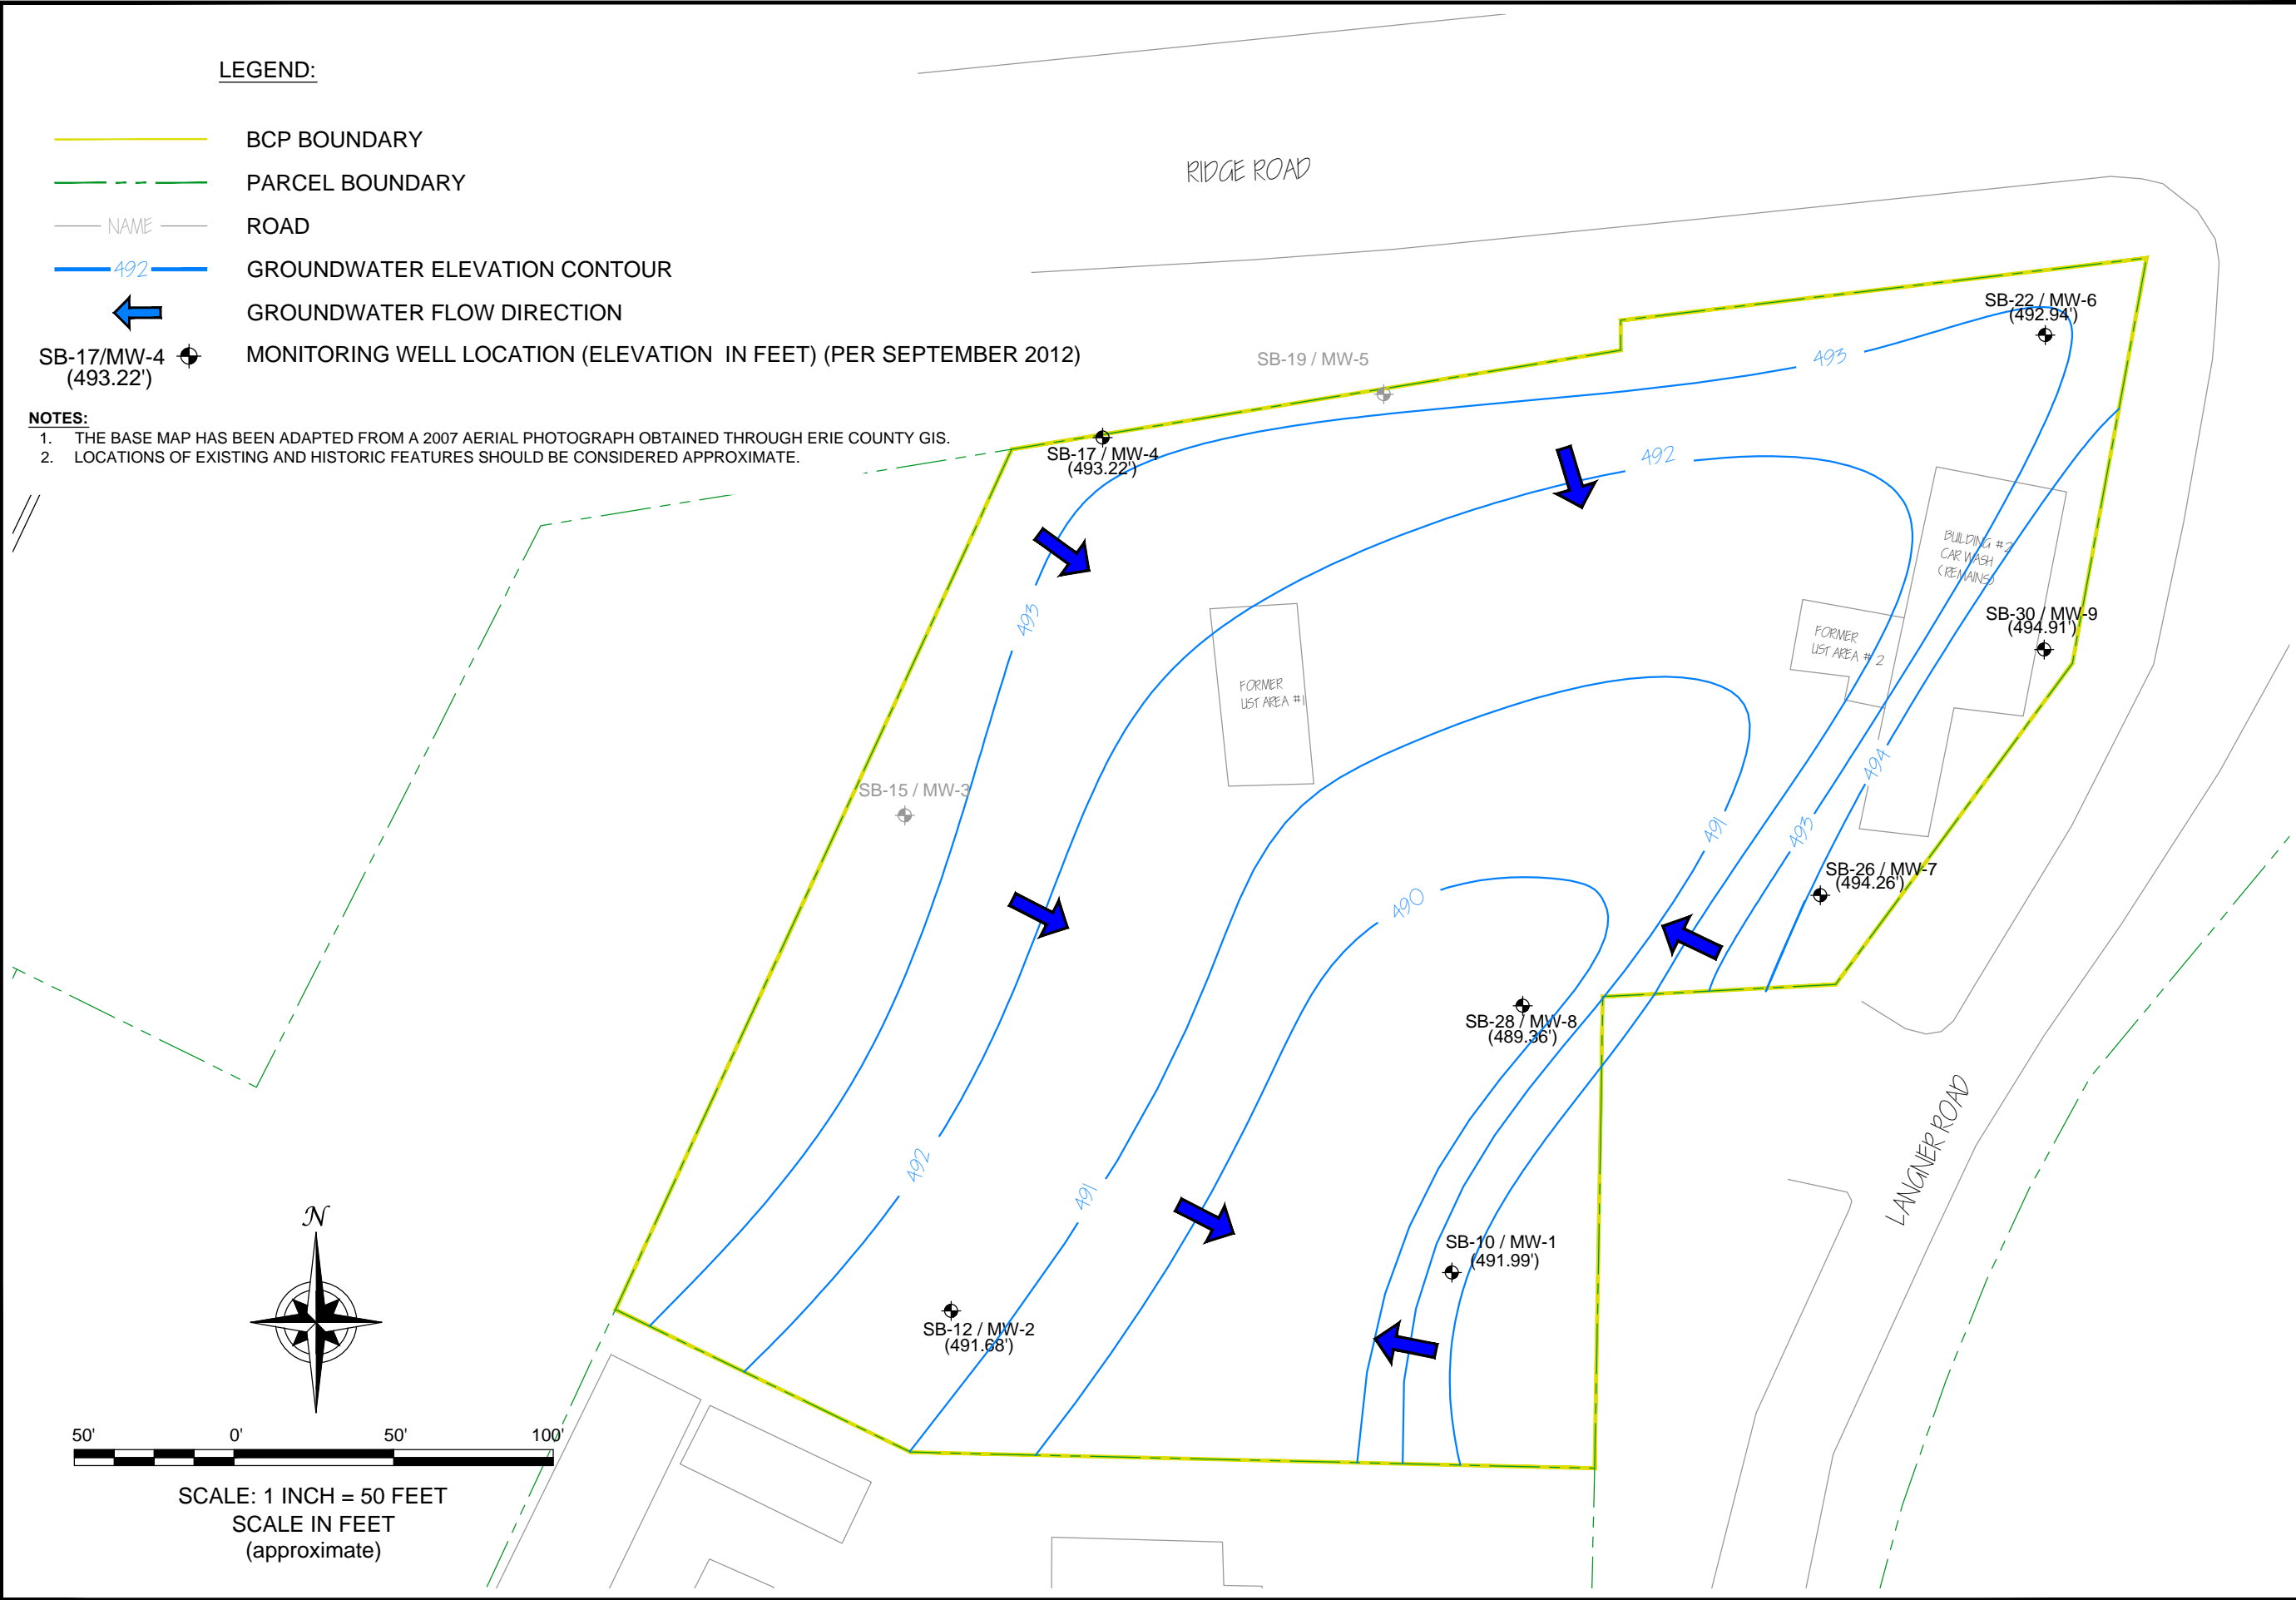 LEGEND:
BCP BOUNDARY
PARCEL BOUNDARY
NAME
ROAD
492
GROUNDWATER ELEVATION CONTOUR
GROUNDWATER FLOW DIRECTION
SB-17/MW-4
(493.22')
MONITORING WELL LOCATION (ELEVATION IN FEET) (PER SEPTEMBER 2012)
NOTES:
1. THE BASE MAP HAS BEEN ADAPTED FROM A 2007 AERIAL PHOTOGRAPH OBTAINED THROUGH ERIE COUNTY GIS.
2. LOCATIONS OF EXISTING AND HISTORIC FEATURES SHOULD BE CONSIDERED APPROXIMATE.
RIDGE ROAD
SB-22 / MW-6
(492.94')
SB-19 / MW-5
493
SB-17 / MW-4
(493.22')
492
BUILDING #2
CAR WASH
(REMAINS)
493
SB-30 / MW-9
(494.91')
FORMER
UST AREA # 2
FORMER
UST AREA #1
494
SB-15 / MW-3
491
493
SB-26 / MW-7
(494.26')
490
SB-28 / MW-8
(489.36')
LANGNER ROAD
492
491
SB-10 / MW-1
(491.99')
SB-12 / MW-2
(491.68')
N
50' 0' 50' 100'
SCALE: 1 INCH = 50 FEET
SCALE IN FEET
(approximate)